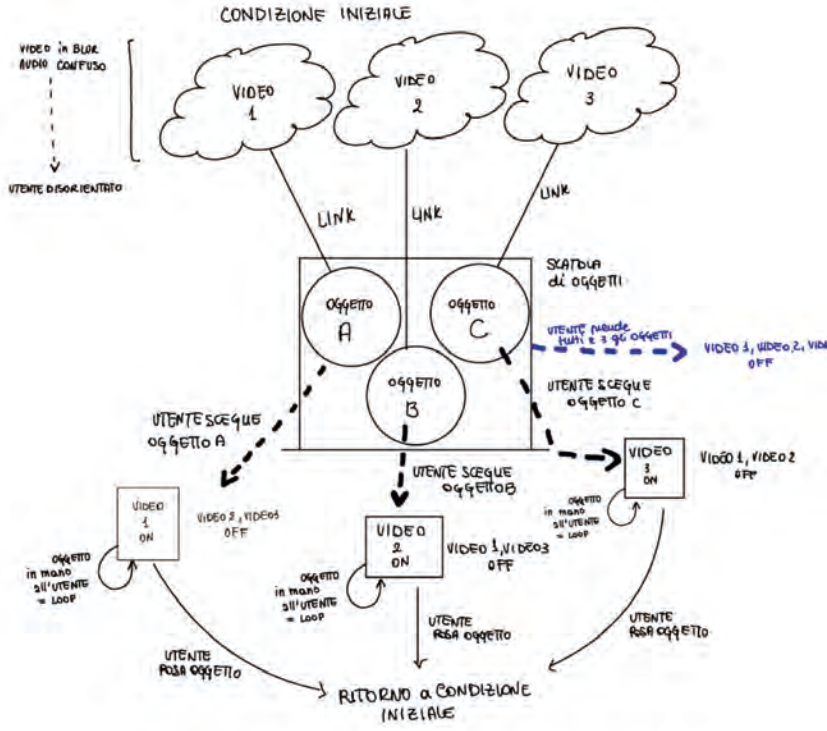 CONDIZIONE INIZIALE
VIDEO in BLUR
AUDIO CONFUSO
UTENTE DISORIENTATO
VIDEO
1
VIDEO
2
VIDEO
3
LINK
LINK
LINK
SCATOLA
di OGGETTI
OGGETTO
A
OGGETTO
B
OGGETTO
C
UTENTE prende
tutti e 3 gli OGGETTI
VIDEO 1, VIDEO 2, VID
OFF
UTENTE SCEGLIE
OGGETTO A
UTENTE SCEGLIE
OGGETTO B
UTENTE SCEGLIE
OGGETTO C
VIDEO
1
ON
VIDEO 2, VIDEO 3
OFF
OGGETTO
in mano
all'UTENTE
= LOOP
VIDEO
2
ON
VIDEO 1, VIDEO 3
OFF
OGGETTO
in mano
all'UTENTE
= LOOP
VIDEO
3
ON
VIDEO 1, VIDEO 2
OFF
OGGETTO
in mano
all'UTENTE
= LOOP
UTENTE
POSA OGGETTO
UTENTE
POSA OGGETTO
UTENTE
POSA OGGETTO
RITORNO a CONDIZIONE
INIZIALE